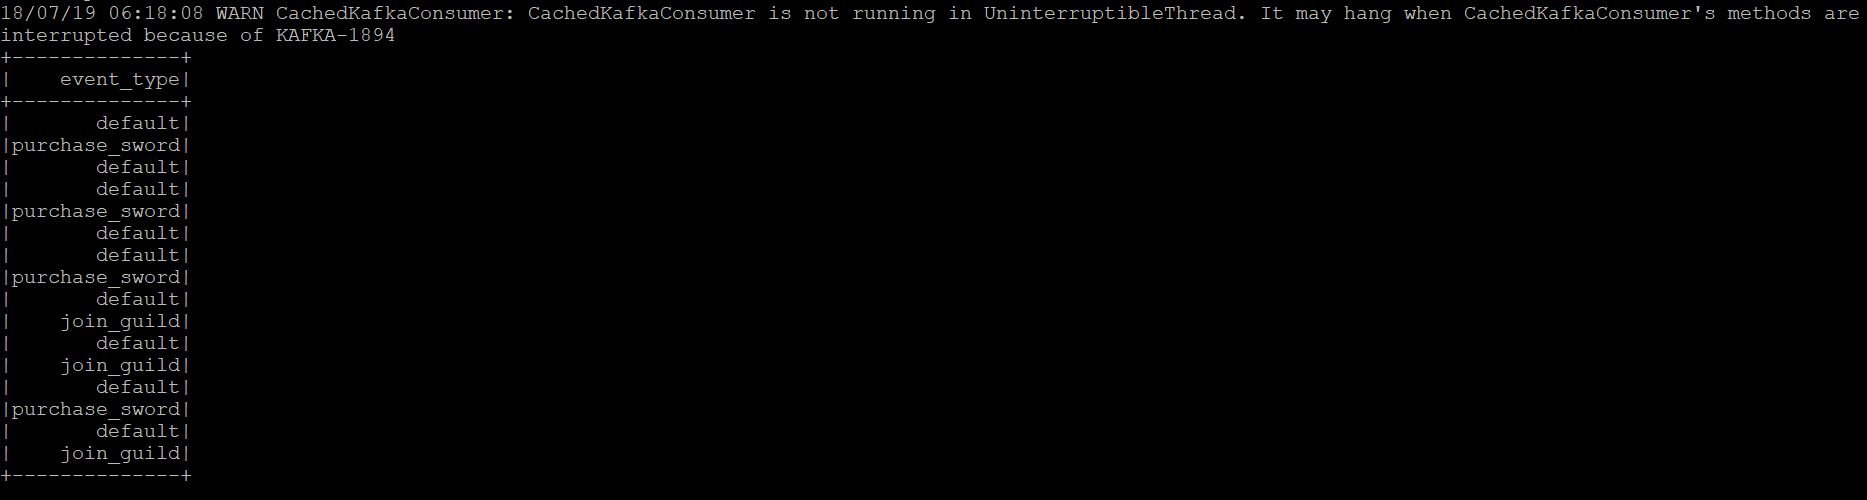 18/07/19 06:18:08 WARN CachedKafkaConsumer: CachedKafkaConsumer is not running in UninterruptibleThread. It may hang when CachedKafkaConsumer's methods are
interrupted because of KAFKA-1894
+--------------+
|    event_type|
+--------------+
|       default|
|purchase_sword|
|       default|
|       default|
|purchase_sword|
|       default|
|       default|
|purchase_sword|
|       default|
|    join_guild|
|       default|
|    join_guild|
|       default|
|purchase_sword|
|       default|
|    join_guild|
+--------------+